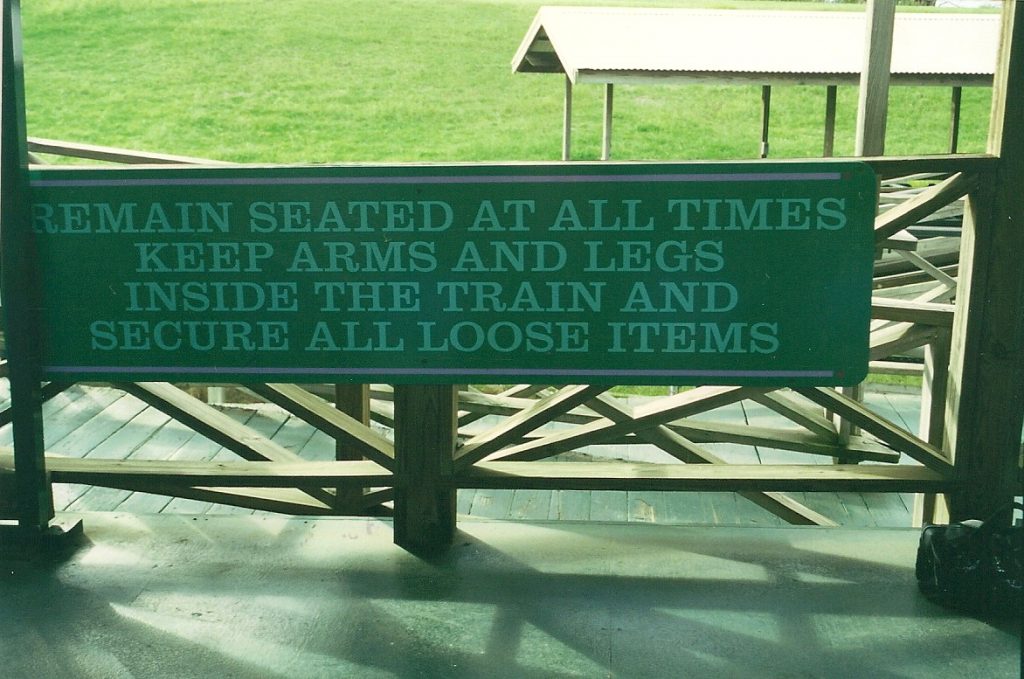 REMAIN SEATED AT ALL TIMES
KEEP ARMS AND LEGS
INSIDE THE TRAIN AND
SECURE ALL LOOSE ITEMS